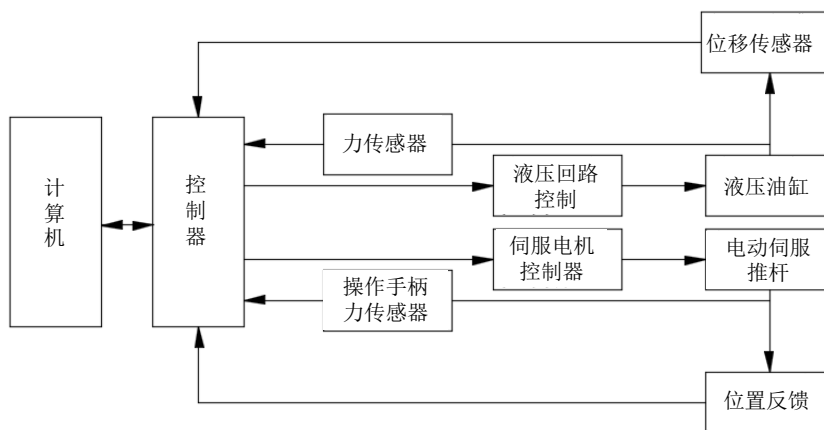 位移传感器
力传感器
计
算
机
控
制
器
液压回路
控制
液压油缸
伺服电机
控制器
电动伺服
推杆
操作手柄
力传感器
位置反馈